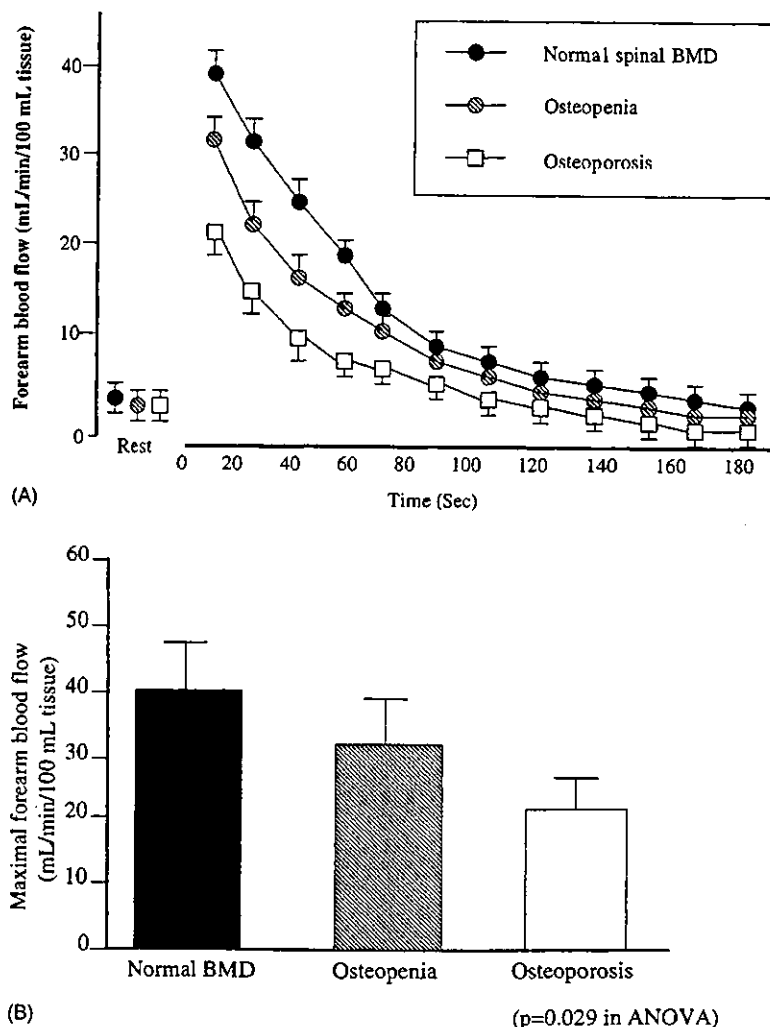 (A)
Forearm blood flow (mL/min/100 mL tissue)
40
30
20
10
0
Normal spinal BMD
Osteopenia
Osteoporosis
Rest
0 20 40 60 80 100 120 140 160 180
Time (Sec)
(B)
Maximal forearm blood flow
(mL/min/100 mL tissue)
60
50
40
30
20
10
0
Normal BMD Osteopenia Osteoporosis
(p=0.029 in ANOVA)